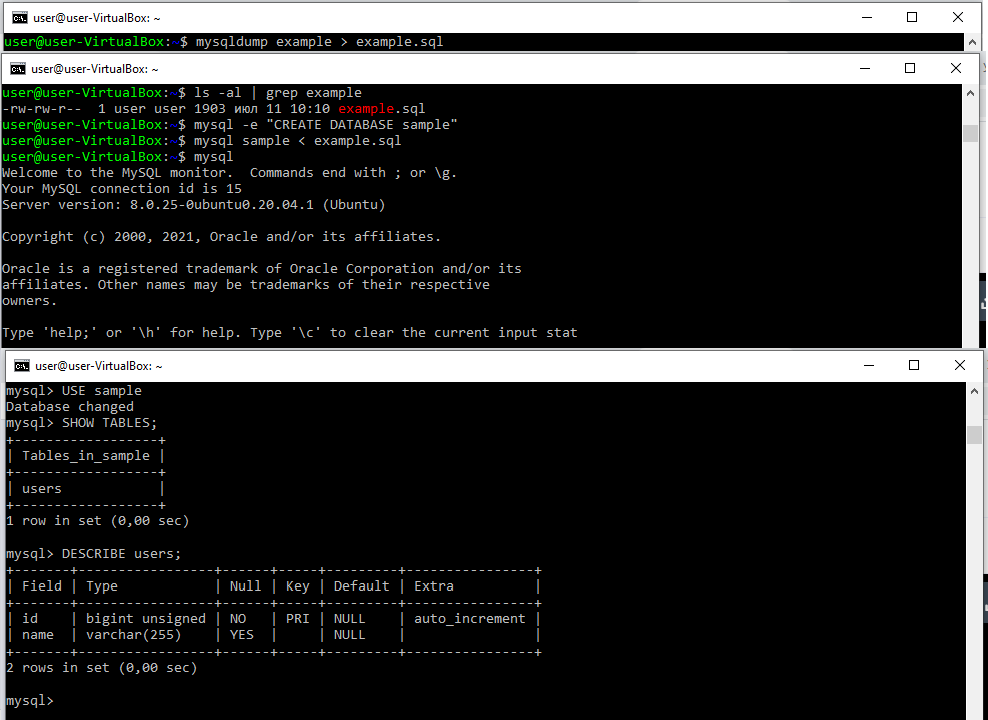 user@user-VirtualBox: ~
user@user-VirtualBox:~$ mysqldump example > example.sql
user@user-VirtualBox: ~
user@user-VirtualBox:~$ ls -al | grep example
-rw-rw-r--  1 user user 1903 июл 11 10:10 example.sql
user@user-VirtualBox:~$ mysql -e "CREATE DATABASE sample"
user@user-VirtualBox:~$ mysql sample < example.sql
user@user-VirtualBox:~$ mysql
Welcome to the MySQL monitor.  Commands end with ; or \g.
Your MySQL connection id is 15
Server version: 8.0.25-0ubuntu0.20.04.1 (Ubuntu)
Copyright (c) 2000, 2021, Oracle and/or its affiliates.
Oracle is a registered trademark of Oracle Corporation and/or its
affiliates. Other names may be trademarks of their respective
owners.
Type 'help;' or '\h' for help. Type '\c' to clear the current input stat
user@user-VirtualBox: ~
mysql> USE sample
Database changed
mysql> SHOW TABLES;
+------------------+
| Tables_in_sample |
+------------------+
| users            |
+------------------+
1 row in set (0,00 sec)
mysql> DESCRIBE users;
+-------+-----------------+------+-----+---------+----------------+
| Field | Type            | Null | Key | Default | Extra          |
+-------+-----------------+------+-----+---------+----------------+
| id    | bigint unsigned | NO   | PRI | NULL    | auto_increment |
| name  | varchar(255)    | YES  |     | NULL    |                |
+-------+-----------------+------+-----+---------+----------------+
2 rows in set (0,00 sec)
mysql>